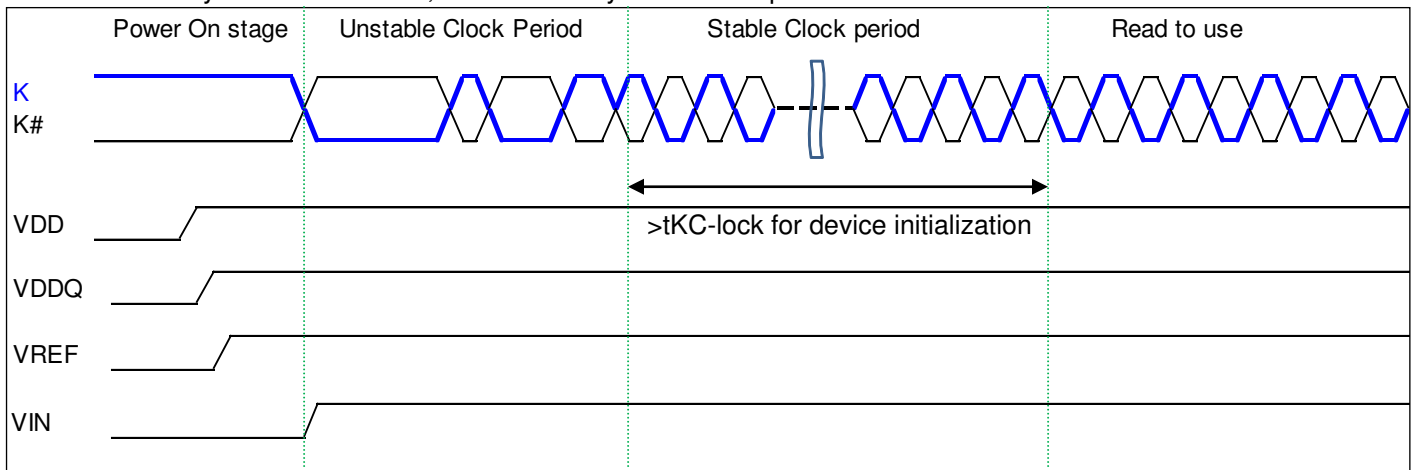 Power On stage Unstable Clock Period Stable Clock period Read to use
K
K#
>tKC-lock for device initialization
VDD
VDDQ
VREF
VIN